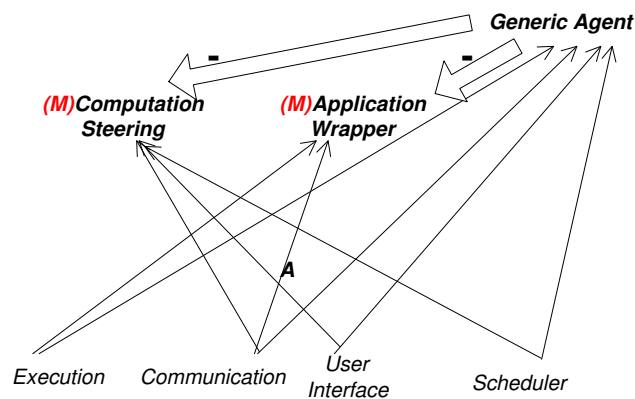 Generic Agent
-
-
(M)Computation
Steering
(M)Application
Wrapper
A
Execution
Communication
User
Interface
Scheduler